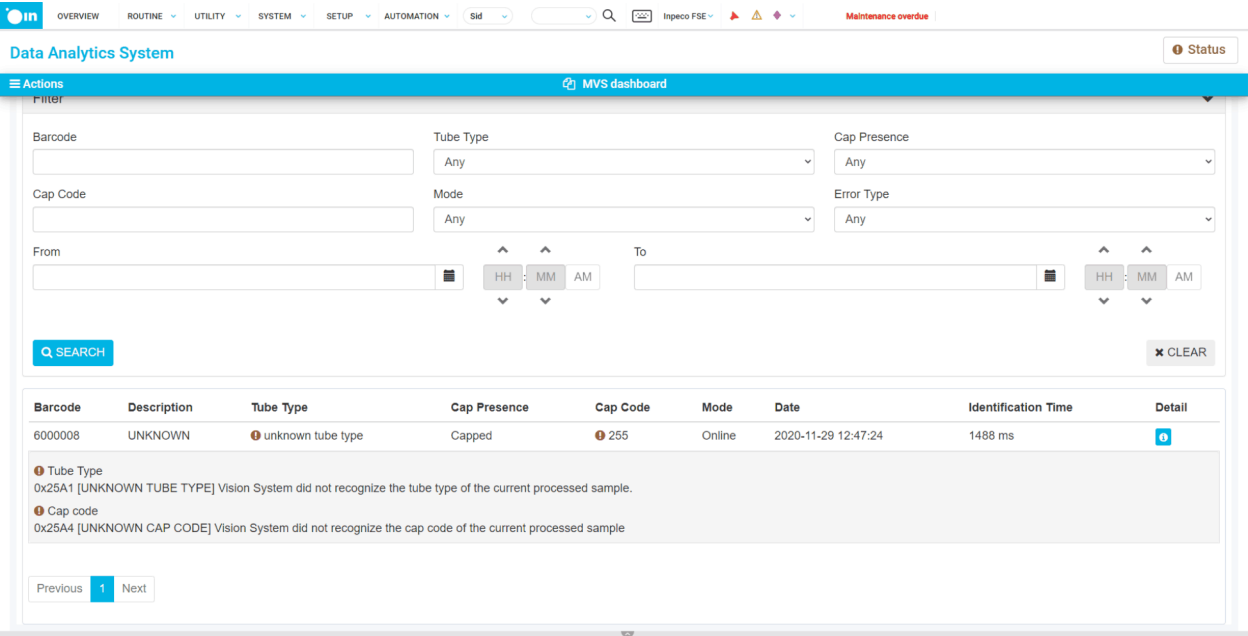 in OVERVIEW ROUTINE UTILITY SYSTEM SETUP AUTOMATION Sid Inpeco FSE Maintenance overdue
Data Analytics System Status
Actions MVS dashboard
Filter
Barcode Tube Type Cap Presence
Any Any
Cap Code Mode Error Type
Any Any
From To
HH : MM AM HH : MM AM
SEARCH CLEAR
Barcode Description Tube Type Cap Presence Cap Code Mode Date Identification Time Detail
6000008 UNKNOWN unknown tube type Capped 255 Online 2020-11-29 12:47:24 1488 ms
Tube Type
0x25A1 [UNKNOWN TUBE TYPE] Vision System did not recognize the tube type of the current processed sample.
Cap code
0x25A4 [UNKNOWN CAP CODE] Vision System did not recognize the cap code of the current processed sample
Previous 1 Next